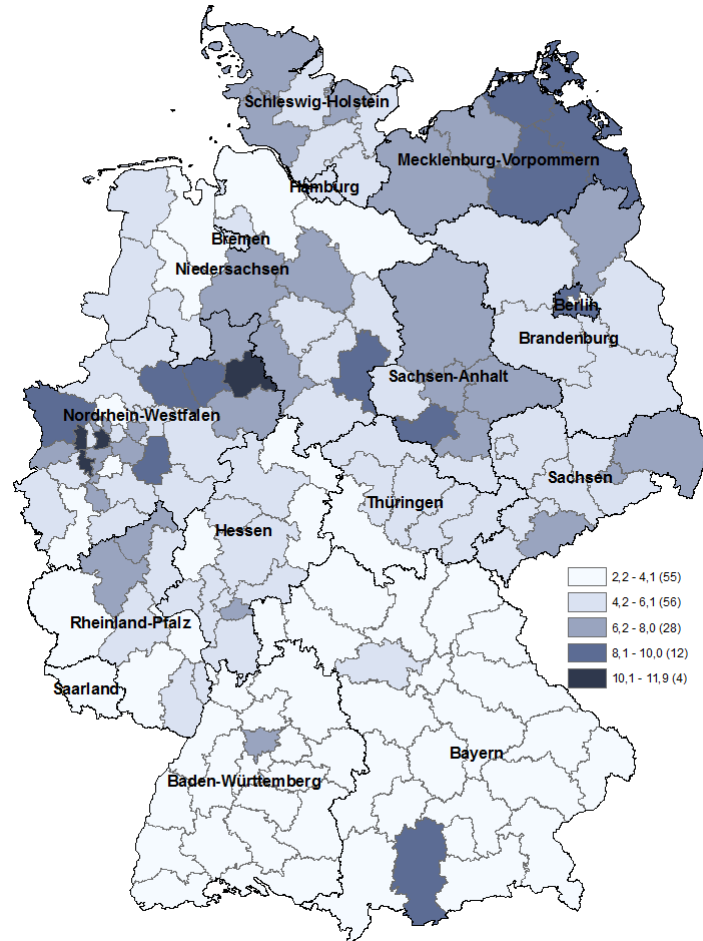 Schleswig-Holstein
Mecklenburg-Vorpommern
Hamburg
Bremen
Niedersachsen
Berlin
Brandenburg
Sachsen-Anhalt
Nordrhein-Westfalen
Sachsen
Thüringen
Hessen
2,2 - 4,1 (55)
4,2 - 6,1 (56)
6,2 - 8,0 (28)
8,1 - 10,0 (12)
10,1 - 11,9 (4)
Rheinland-Pfalz
Saarland
Bayern
Baden-Württemberg